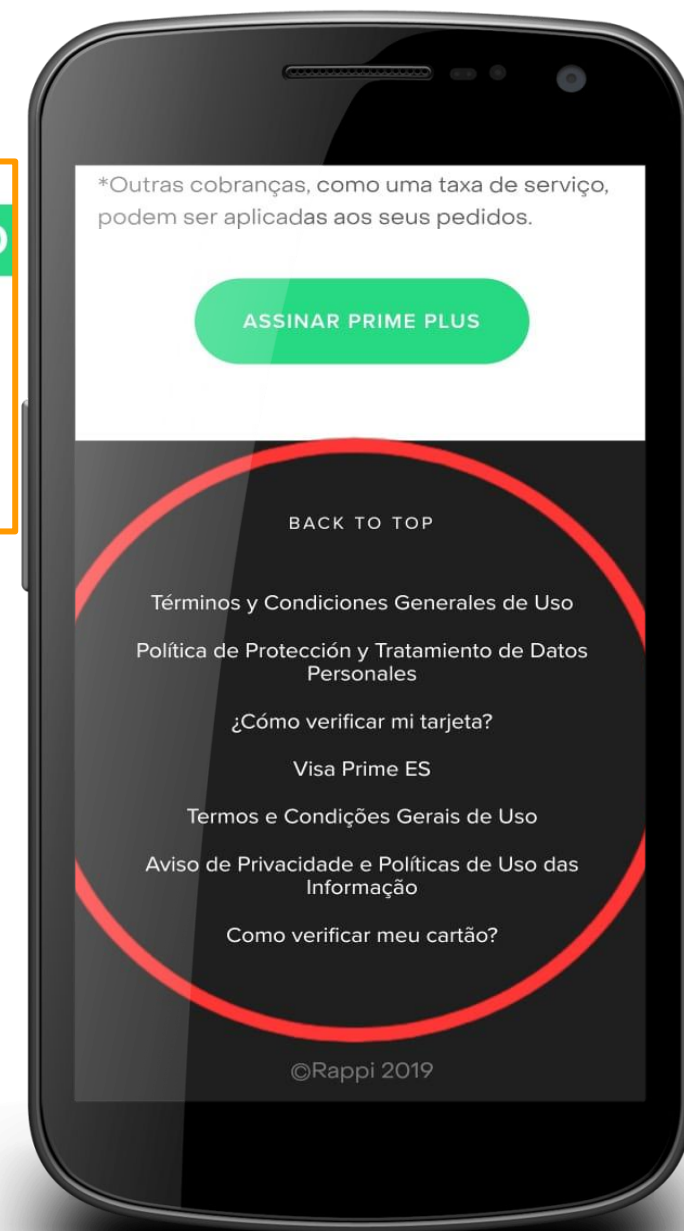 *Outras cobranças, como uma taxa de serviço,
podem ser aplicadas aos seus pedidos.
ASSINAR PRIME PLUS
BACK TO TOP
Términos y Condiciones Generales de Uso
Política de Protección y Tratamiento de Datos
Personales
¿Cómo verificar mi tarjeta?
Visa Prime ES
Termos e Condições Gerais de Uso
Aviso de Privacidade e Políticas de Uso das
Informação
Como verificar meu cartão?
©Rappi 2019